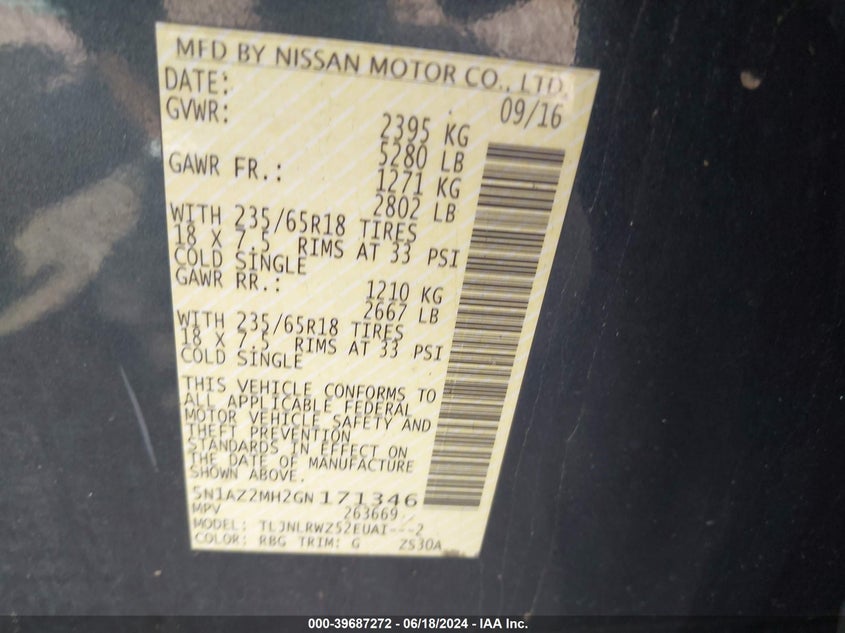 MFD BY NISSAN MOTOR CO., LTD.
DATE: 09/16
GVWR: 2395 KG
5280 LB
GAWR FR.: 1271 KG
2802 LB
WITH 235/65R18 TIRES
18 X 7.5 RIMS AT 33 PSI
COLD SINGLE
GAWR RR.: 1210 KG
2667 LB
WITH 235/65R18 TIRES
18 X 7.5 RIMS AT 33 PSI
COLD SINGLE
THIS VEHICLE CONFORMS TO
ALL APPLICABLE FEDERAL
MOTOR VEHICLE SAFETY AND
THEFT PREVENTION
STANDARDS IN EFFECT ON
THE DATE OF MANUFACTURE
SHOWN ABOVE.
5N1AZ2MH2GN171346
MPV 263669
MODEL: TLJNLRWZ52EUAI---2
COLOR: RBG TRIM: G ZS30A
000-39687272 - 06/18/2024 - IAA Inc.